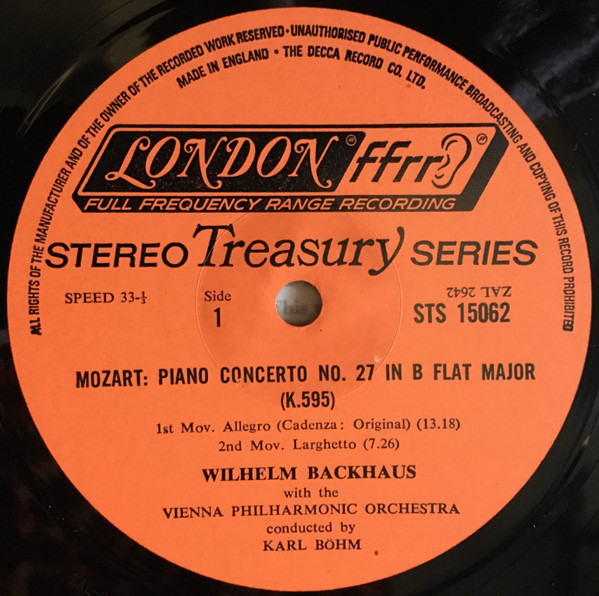 ALL RIGHTS OF THE MANUFACTURER AND OF THE OWNER OF THE RECORDED WORK RESERVED · UNAUTHORISED PUBLIC PERFORMANCE BROADCASTING AND COPYING OF THIS RECORD PROHIBITED
MADE IN ENGLAND · THE DECCA RECORD CO. LTD.
LONDON ® ffrr ®
FULL FREQUENCY RANGE RECORDING
STEREO Treasury SERIES
SPEED 33-⅓
Side
1
ZAL 2642
STS 15062
MOZART: PIANO CONCERTO NO. 27 IN B FLAT MAJOR
(K.595)
1st Mov. Allegro (Cadenza: Original) (13.18)
2nd Mov. Larghetto (7.26)
WILHELM BACKHAUS
with the
VIENNA PHILHARMONIC ORCHESTRA
conducted by
KARL BÖHM